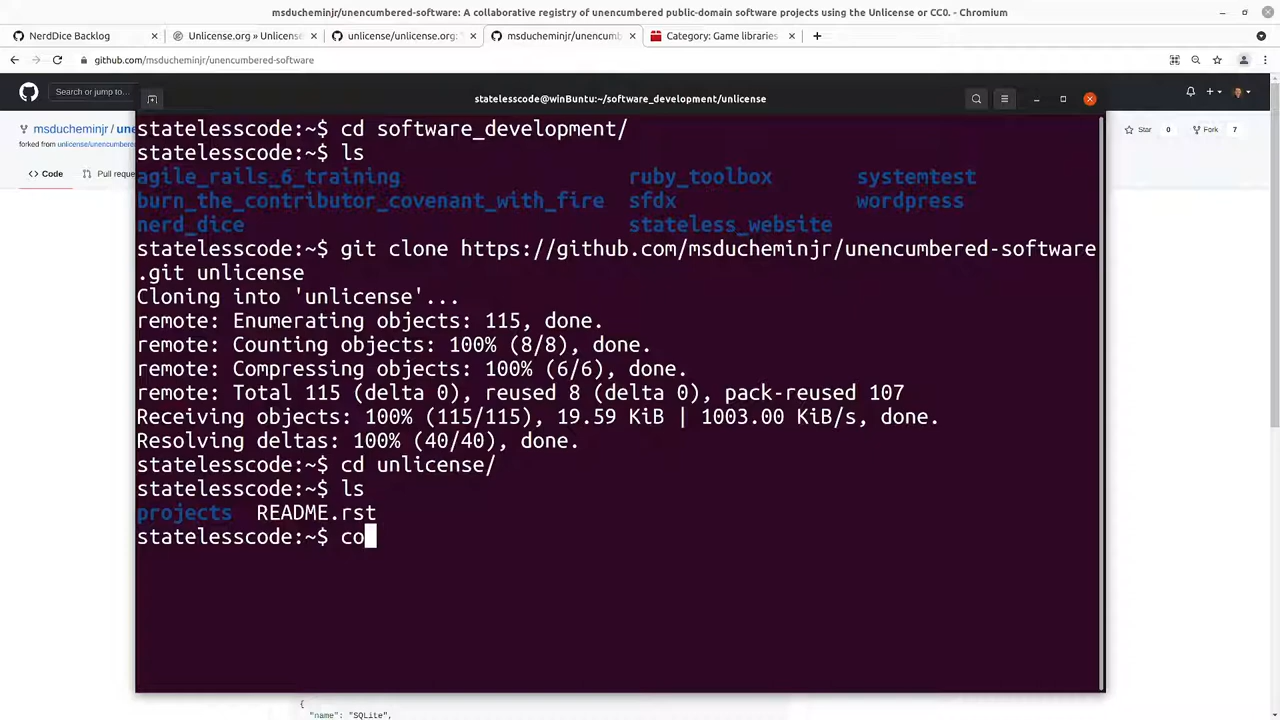 msducheminjr/unencumbered-software: A collaborative registry of unencumbered public-domain software projects using the Unlicense or CC0. - Chromium
NerdDice Backlog
Unlicense.org » Unlicens
unlicense/unlicense.org:
msducheminjr/unencumb
Category: Game libraries
github.com/msducheminjr/unencumbered-software
Search or jump to...
msducheminjr / une
forked from unlicense/unencumbere
Star 0
Fork 7
Code
Pull reque
statelesscode@winBuntu:~/software_development/unlicense
statelesscode:~$ cd software_development/
statelesscode:~$ ls
agile_rails_6_training ruby_toolbox systemtest
burn_the_contributor_covenant_with_fire sfdx wordpress
nerd_dice stateless_website
statelesscode:~$ git clone https://github.com/msducheminjr/unencumbered-software
.git unlicense
Cloning into 'unlicense'...
remote: Enumerating objects: 115, done.
remote: Counting objects: 100% (8/8), done.
remote: Compressing objects: 100% (6/6), done.
remote: Total 115 (delta 0), reused 8 (delta 0), pack-reused 107
Receiving objects: 100% (115/115), 19.59 KiB | 1003.00 KiB/s, done.
Resolving deltas: 100% (40/40), done.
statelesscode:~$ cd unlicense/
statelesscode:~$ ls
projects README.rst
statelesscode:~$ co
{
"name": "SQLite",